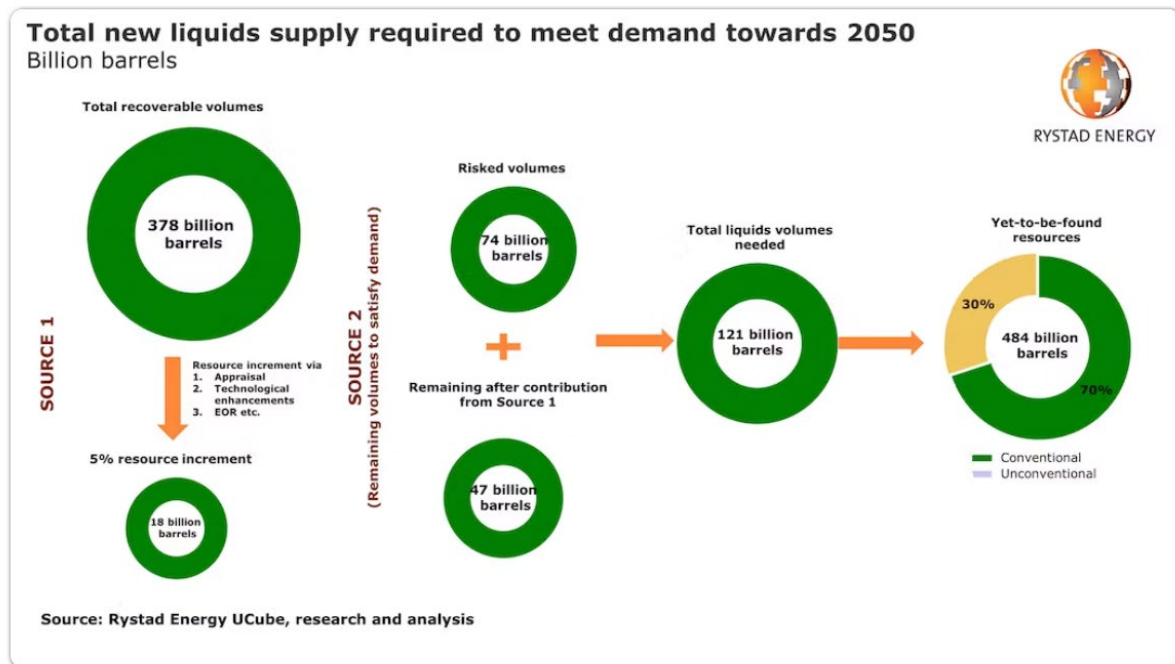 Total new liquids supply required to meet demand towards 2050
Billion barrels
RYSTAD ENERGY
Total recoverable volumes
378 billion
barrels
SOURCE 1
Resource increment via
1. Appraisal
2. Technological
enhancements
3. EOR etc.
5% resource increment
18 billion
barrels
SOURCE 2
(Remaining volumes to satisfy demand)
Risked volumes
74 billion
barrels
+
Remaining after contribution
from Source 1
47 billion
barrels
Total liquids volumes
needed
121 billion
barrels
Yet-to-be-found
resources
30%
484 billion
barrels
70%
Conventional
Unconventional
Source: Rystad Energy UCube, research and analysis